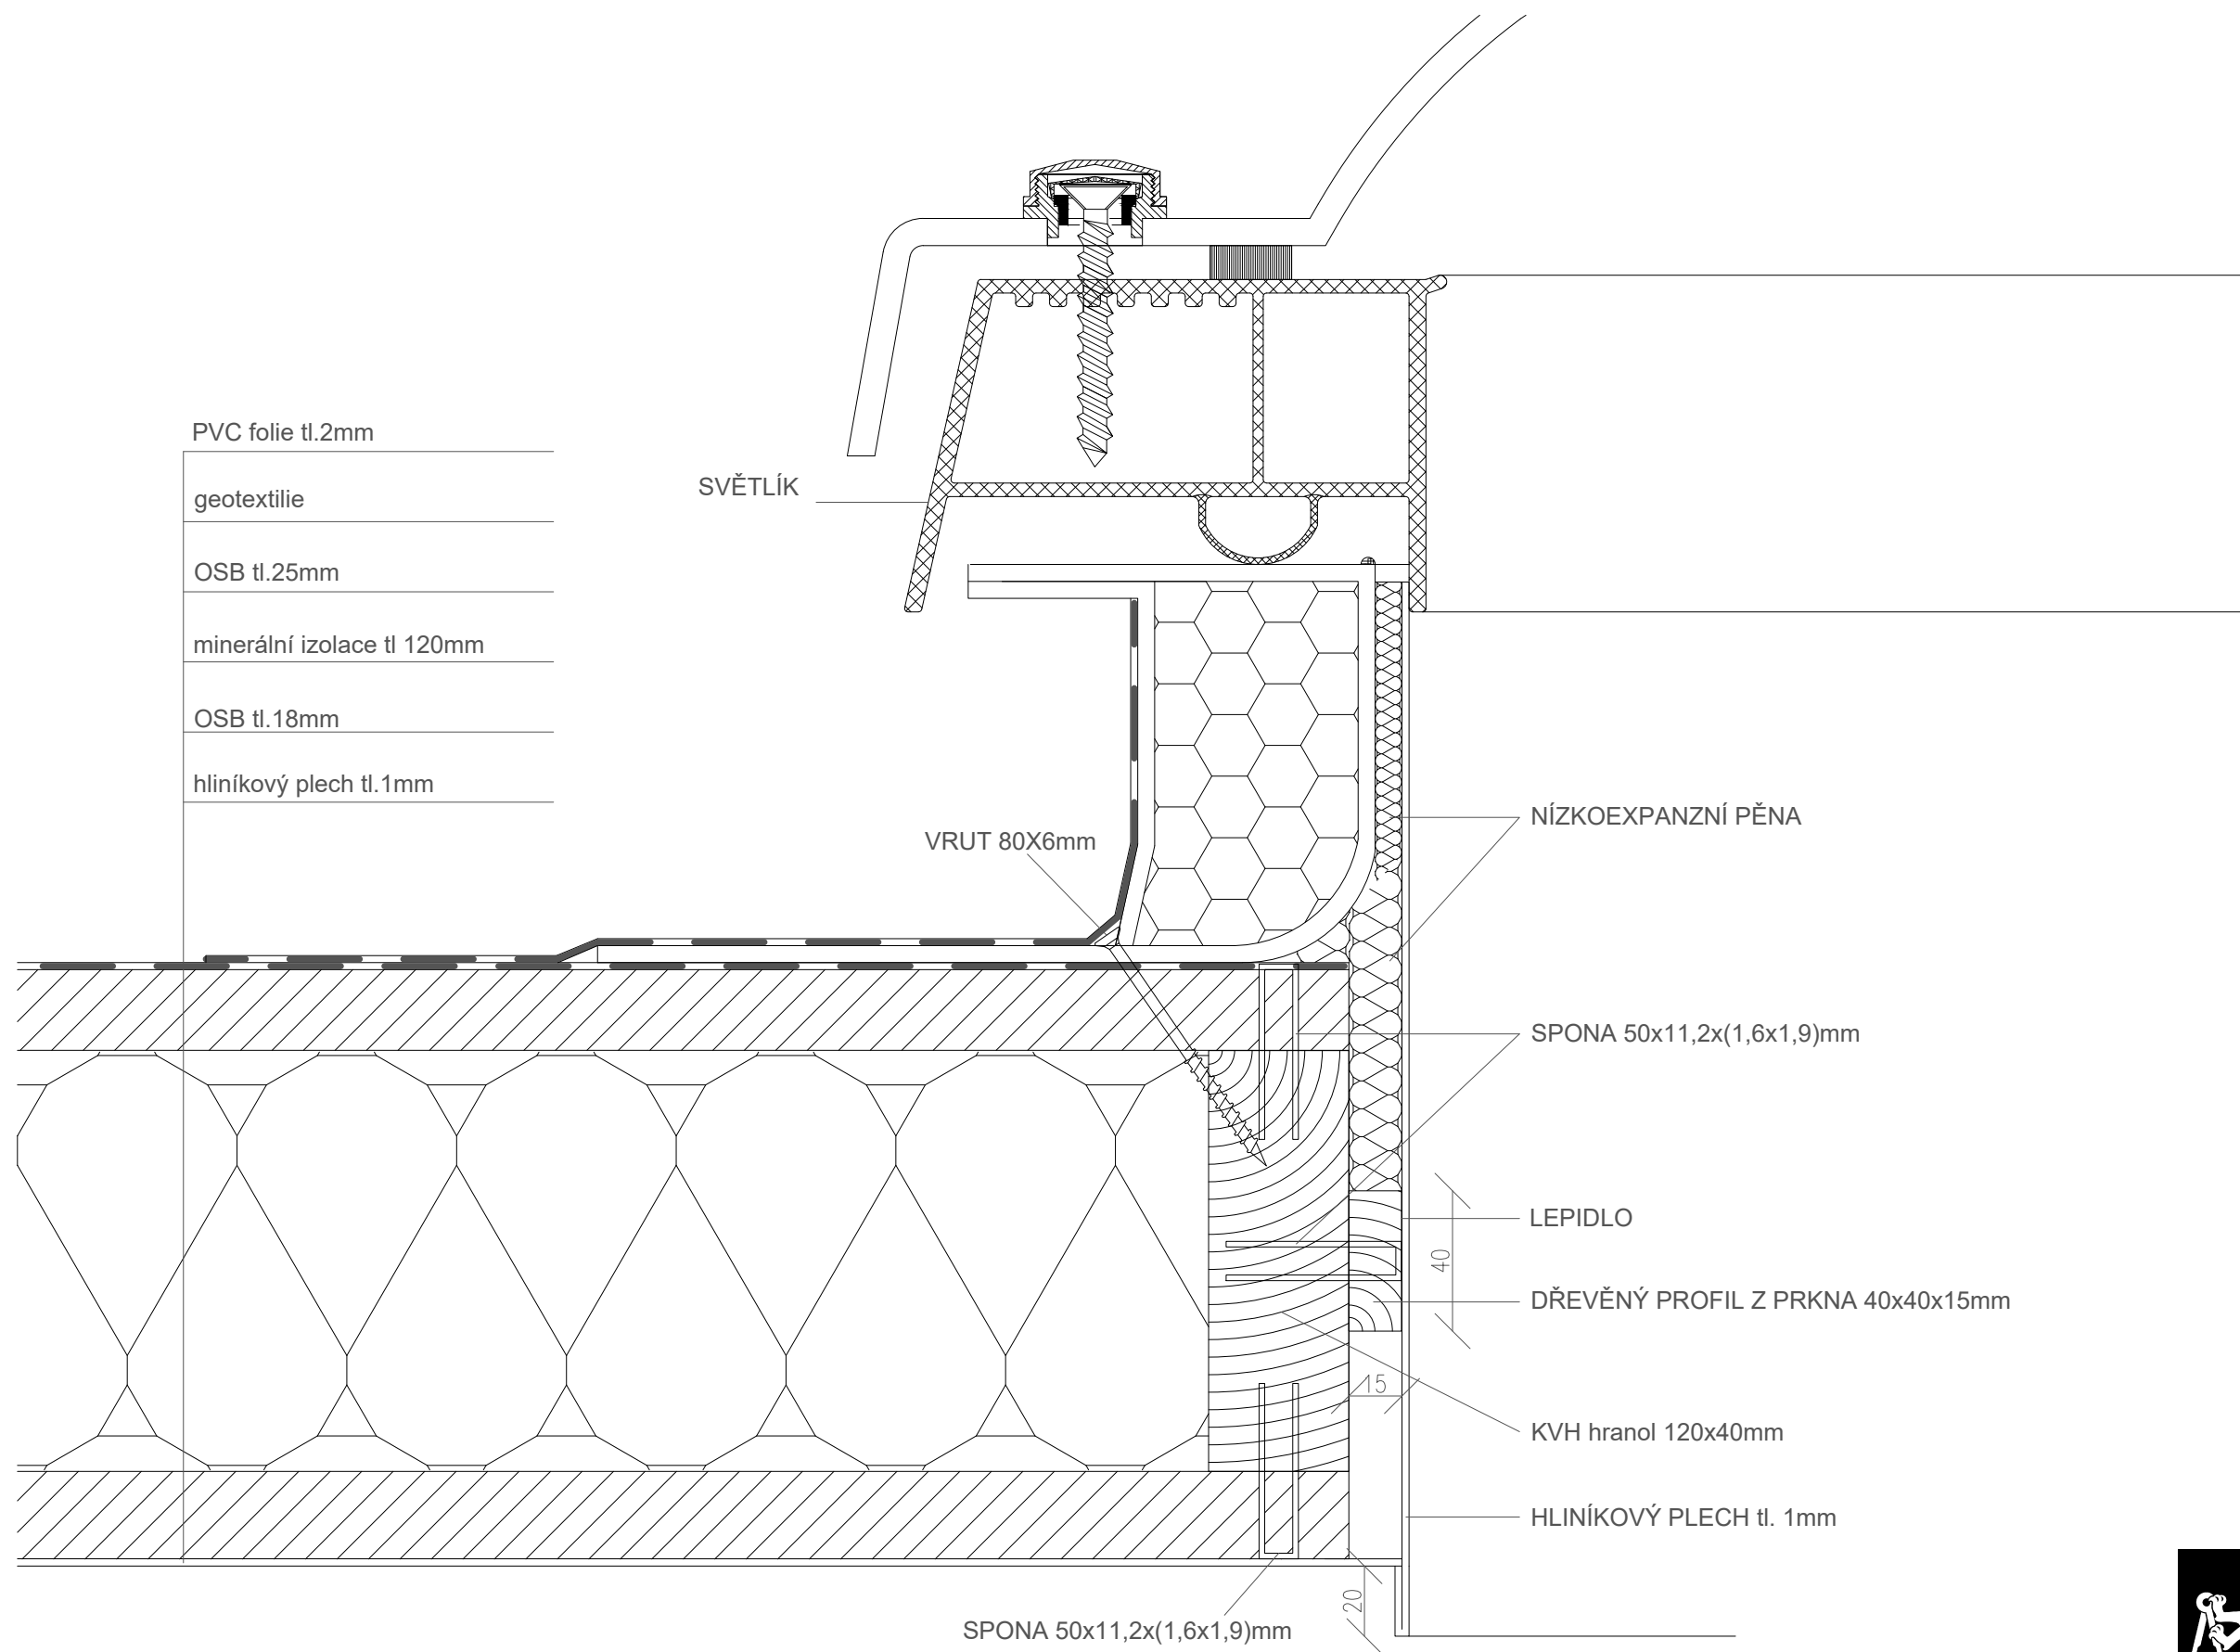 PVC folie tl.2mm
geotextilie
OSB tl.25mm
minerální izolace tl 120mm
OSB tl.18mm
hliníkový plech tl.1mm
SVĚTLÍK
VRUT 80X6mm
NÍZKOEXPANZNÍ PĚNA
SPONA 50x11,2x(1,6x1,9)mm
LEPIDLO
40
DŘEVĚNÝ PROFIL Z PRKNA 40x40x15mm
15
KVH hranol 120x40mm
HLINÍKOVÝ PLECH tl. 1mm
20
SPONA 50x11,2x(1,6x1,9)mm